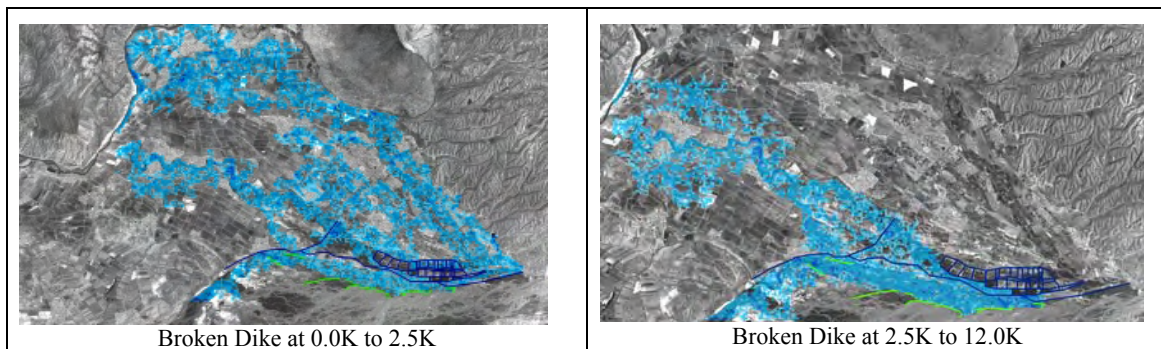 Broken Dike at 0.0K to 2.5K
Broken Dike at 2.5K to 12.0K